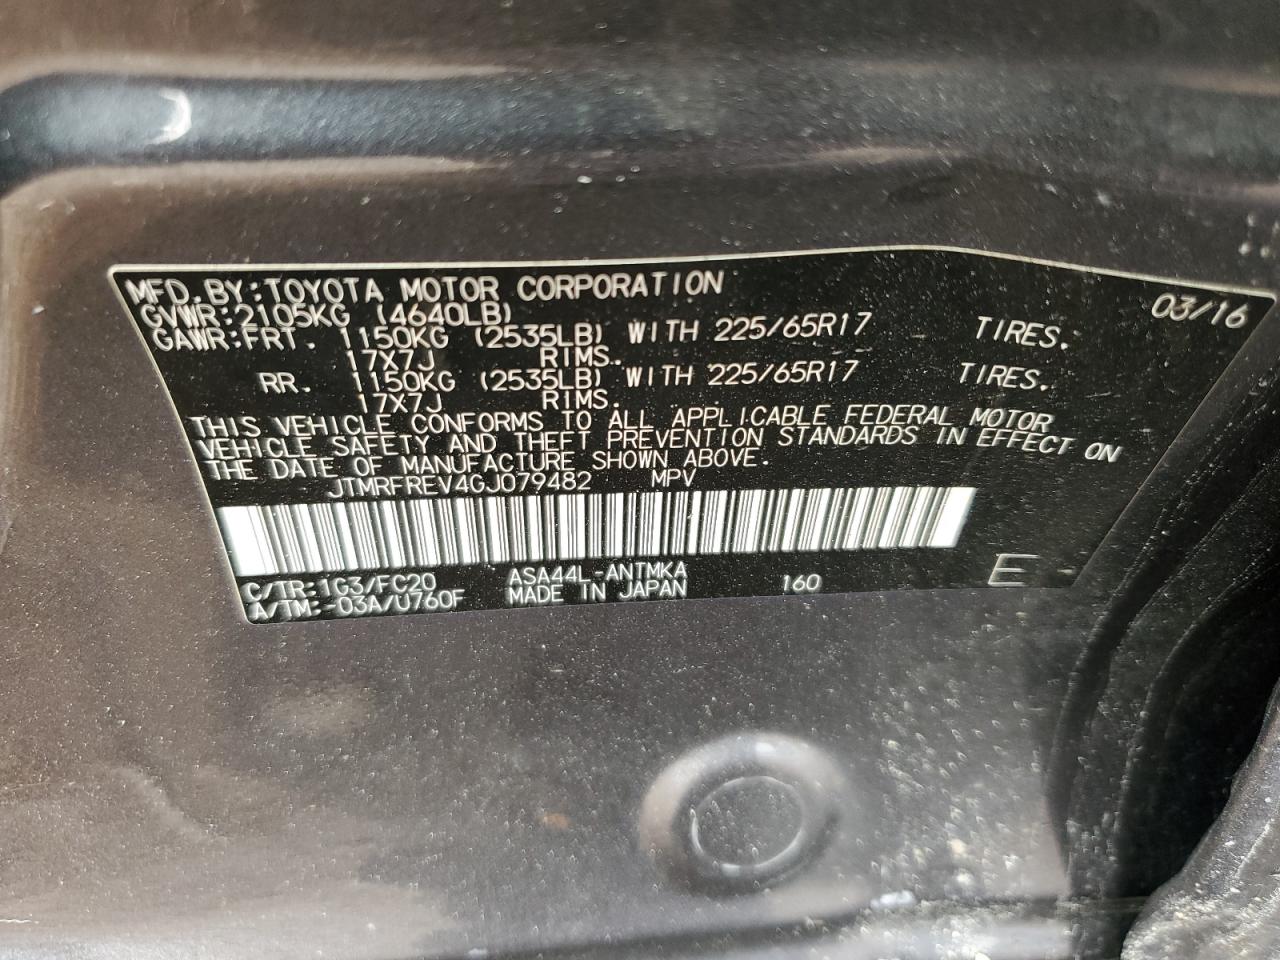 MFD.BY:TOYOTA MOTOR CORPORATION 03/16
GVWR:2105KG (4640LB)
GAWR:FRT. 1150KG (2535LB) WITH 225/65R17 TIRES.
17X7J RIMS.
RR. 1150KG (2535LB) WITH 225/65R17 TIRES.
17X7J RIMS.
THIS VEHICLE CONFORMS TO ALL APPLICABLE FEDERAL MOTOR
VEHICLE SAFETY AND THEFT PREVENTION STANDARDS IN EFFECT ON
THE DATE OF MANUFACTURE SHOWN ABOVE.
JTMRFREV4GJ079482 MPV
C/TR:1G3/FC20 ASA44L-ANTMKA 160 E
A/TM:-03A/U760F MADE IN JAPAN